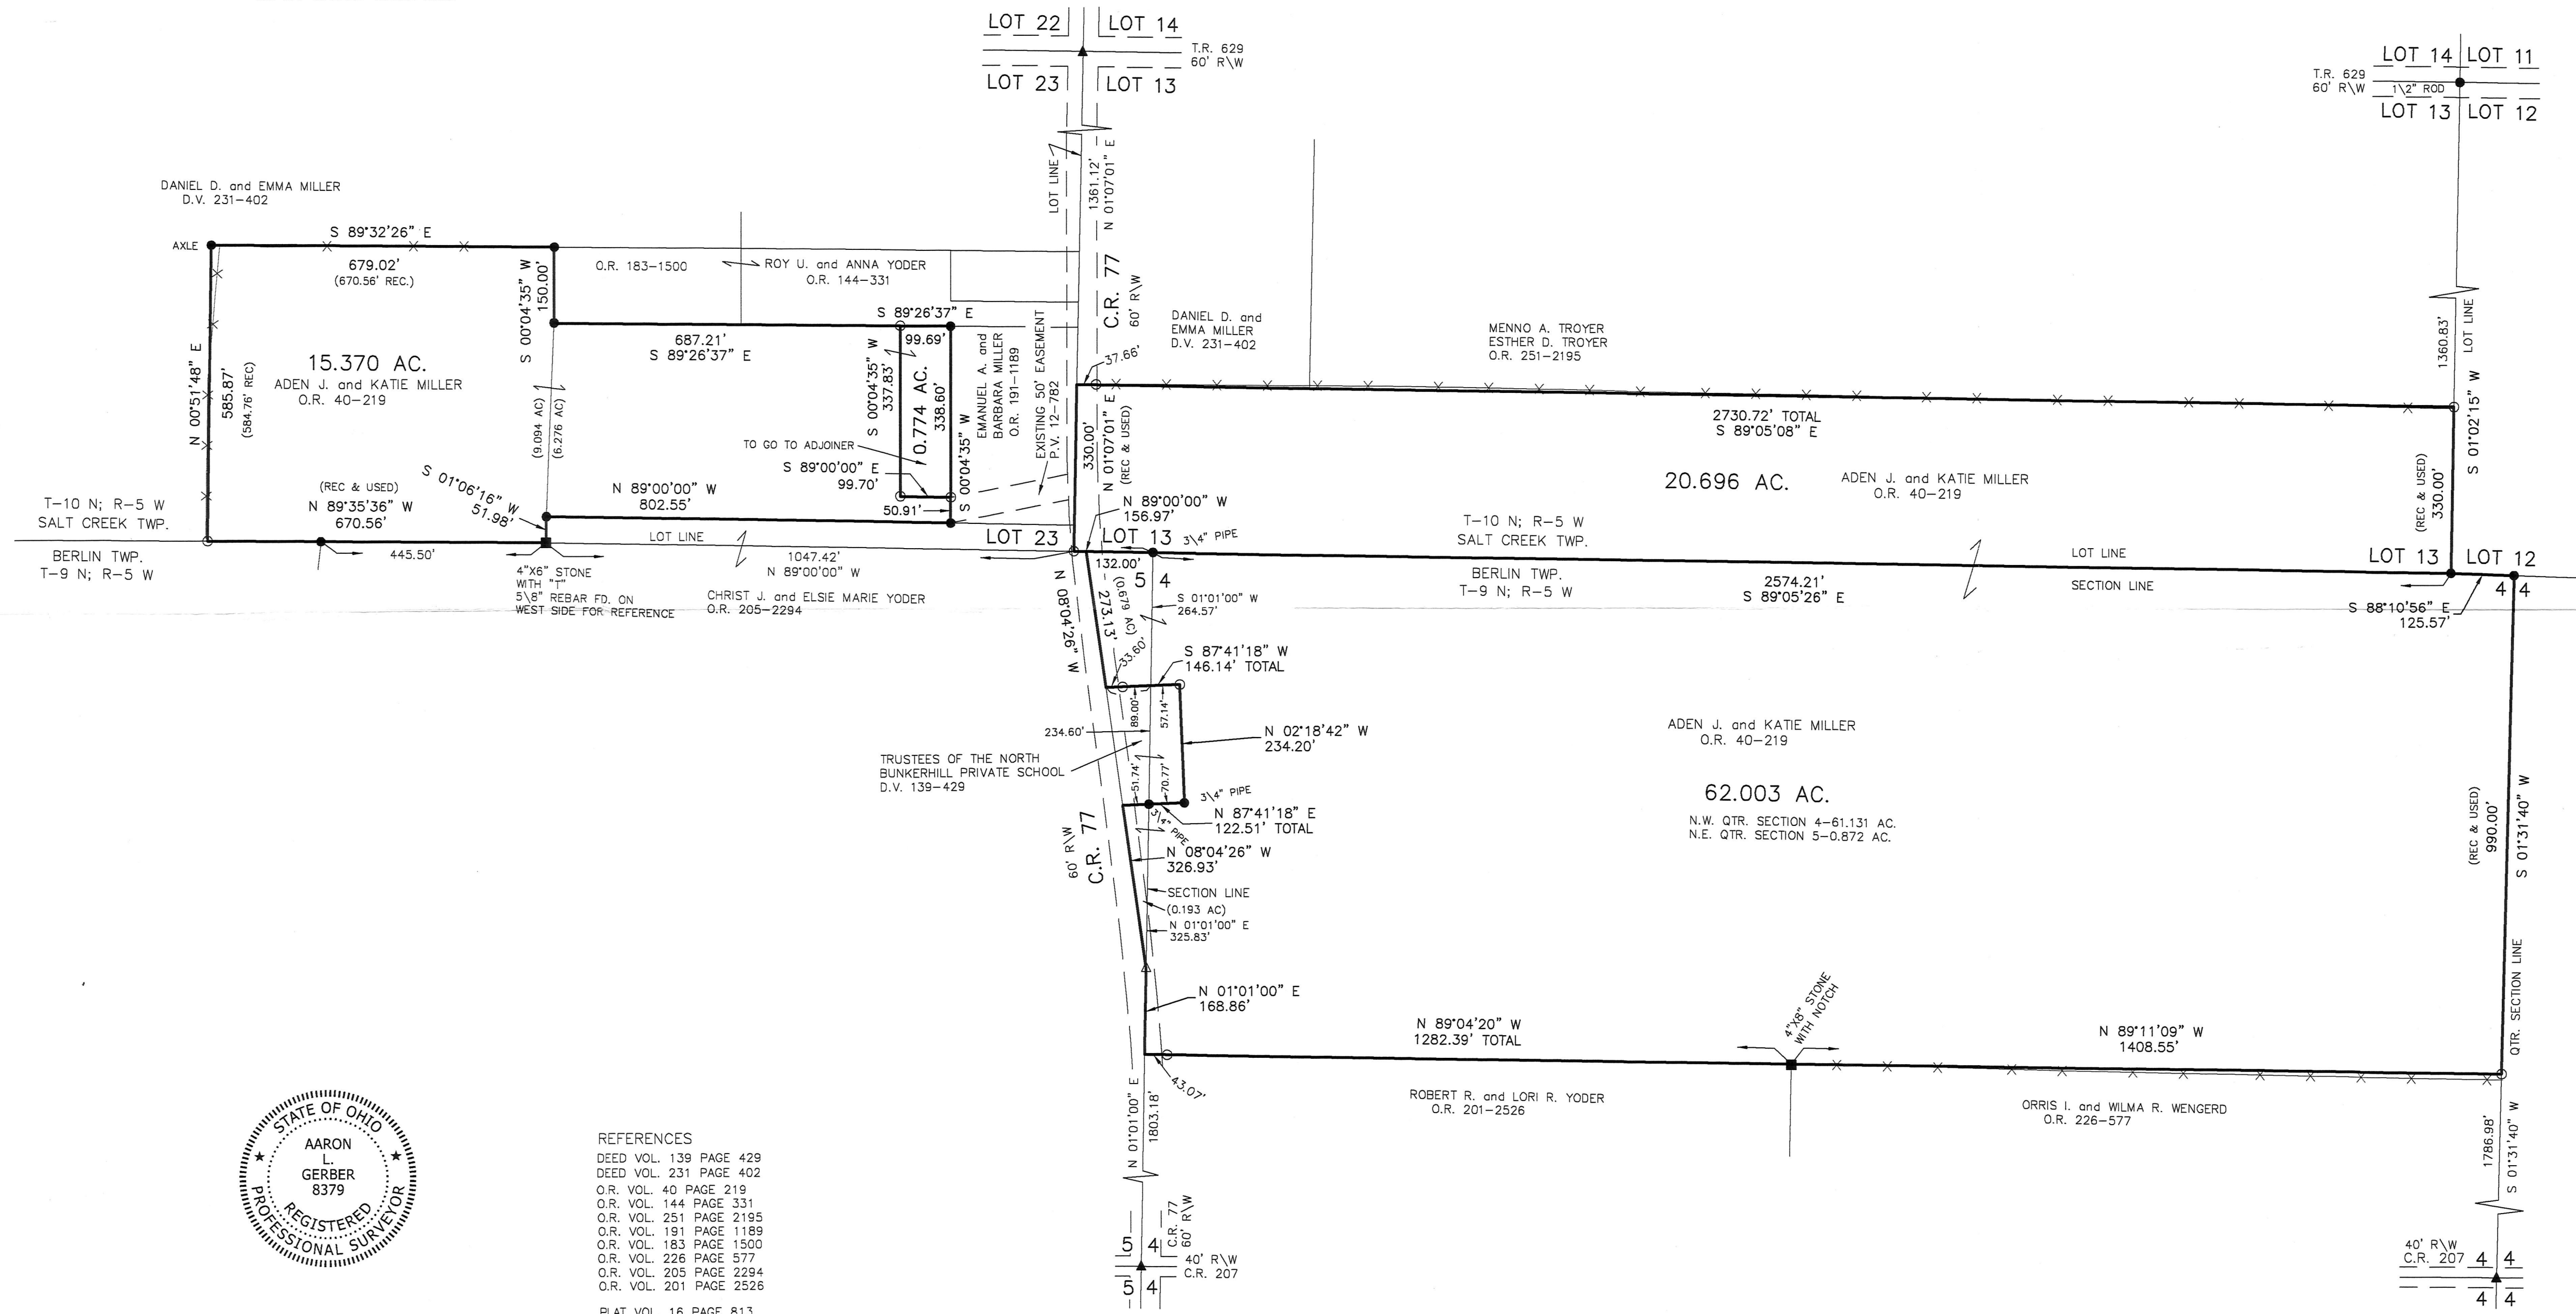 LOT 22
LOT 14
T.R. 629
60' R\W
LOT 23
LOT 13
LOT 14
LOT 11
T.R. 629
60' R\W
1\2" ROD
LOT 13
LOT 12
LOT LINE
1361.12'
N 01°07'01" E
C.R. 77
60' R\W
DANIEL D. and EMMA MILLER
D.V. 231-402
AXLE
S 89°32'26" E
679.02'
(670.56' REC.)
S 00°04'35" W
150.00'
O.R. 183-1500
ROY U. and ANNA YODER
O.R. 144-331
N 00°51'48" E
585.87'
(584.76' REC)
15.370 AC.
ADEN J. and KATIE MILLER
O.R. 40-219
687.21'
S 89°26'37" E
S 89°26'37" E
99.69'
S 00°04'35" W
337.83'
0.774 AC.
338.60'
S 00°04'35" W
EMANUEL A. and
BARBARA MILLER
O.R. 191-1189
EXISTING 50' EASEMENT
P.V. 12-782
TO GO TO ADJOINER
S 89°00'00" E
99.70'
50.91'
(9.094 AC)
(6.276 AC)
S 01°06'16" W
51.98'
N 89°00'00" W
802.55'
(REC & USED)
N 89°35'36" W
670.56'
445.50'
T-10 N; R-5 W
SALT CREEK TWP.
BERLIN TWP.
T-9 N; R-5 W
4"X6" STONE
WITH "T"
5\8" REBAR FD. ON
WEST SIDE FOR REFERENCE
LOT LINE
1047.42'
N 89°00'00" W
CHRIST J. and ELSIE MARIE YODER
O.R. 205-2294
LOT 23
LOT 13
3\4" PIPE
37.66'
330.00'
N 01°07'01" E
(REC & USED)
N 89°00'00" W
156.97'
132.00'
DANIEL D. and
EMMA MILLER
D.V. 231-402
MENNO A. TROYER
ESTHER D. TROYER
O.R. 251-2195
2730.72' TOTAL
S 89°05'08" E
20.696 AC.
ADEN J. and KATIE MILLER
O.R. 40-219
1360.83'
S 01°02'15" W
LOT LINE
(REC & USED)
330.00'
T-10 N; R-5 W
SALT CREEK TWP.
BERLIN TWP.
T-9 N; R-5 W
LOT LINE
SECTION LINE
2574.21'
S 89°05'26" E
LOT 13
LOT 12
4 4
S 88°10'56" E
125.57'
5 4
N 08°04'26" W
273.13'
(0.679 AC)
S 01°01'00" W
264.57'
33.60'
S 87°41'18" W
146.14' TOTAL
89.00'
57.14'
234.60'
N 02°18'42" W
234.20'
TRUSTEES OF THE NORTH
BUNKERHILL PRIVATE SCHOOL
D.V. 139-429
51.74'
70.77'
3\4" PIPE
3\4" PIPE
N 87°41'18" E
122.51' TOTAL
N 08°04'26" W
326.93'
60' R\W
C.R. 77
SECTION LINE
(0.193 AC)
N 01°01'00" E
325.83'
N 01°01'00" E
168.86'
ADEN J. and KATIE MILLER
O.R. 40-219
62.003 AC.
N.W. QTR. SECTION 4-61.131 AC.
N.E. QTR. SECTION 5-0.872 AC.
(REC & USED)
990.00'
S 01°31'40" W
QTR. SECTION LINE
N 89°04'20" W
1282.39' TOTAL
4"X8" STONE
WITH NOTCH
N 89°11'09" W
1408.55'
43.07'
N 01°01'00" E
1803.18'
ROBERT R. and LORI R. YODER
O.R. 201-2526
ORRIS I. and WILMA R. WENGERD
O.R. 226-577
1786.98'
S 01°31'40" W
C.R. 77
60' R\W
5 4
40' R\W
C.R. 207
5 4
40' R\W
C.R. 207
4 4
4 4
STATE OF OHIO
AARON
L.
GERBER
8379
REGISTERED
PROFESSIONAL SURVEYOR
REFERENCES
DEED VOL. 139 PAGE 429
DEED VOL. 231 PAGE 402
O.R. VOL. 40 PAGE 219
O.R. VOL. 144 PAGE 331
O.R. VOL. 251 PAGE 2195
O.R. VOL. 191 PAGE 1189
O.R. VOL. 183 PAGE 1500
O.R. VOL. 226 PAGE 577
O.R. VOL. 205 PAGE 2294
O.R. VOL. 201 PAGE 2526
PLAT VOL. 16 PAGE 813